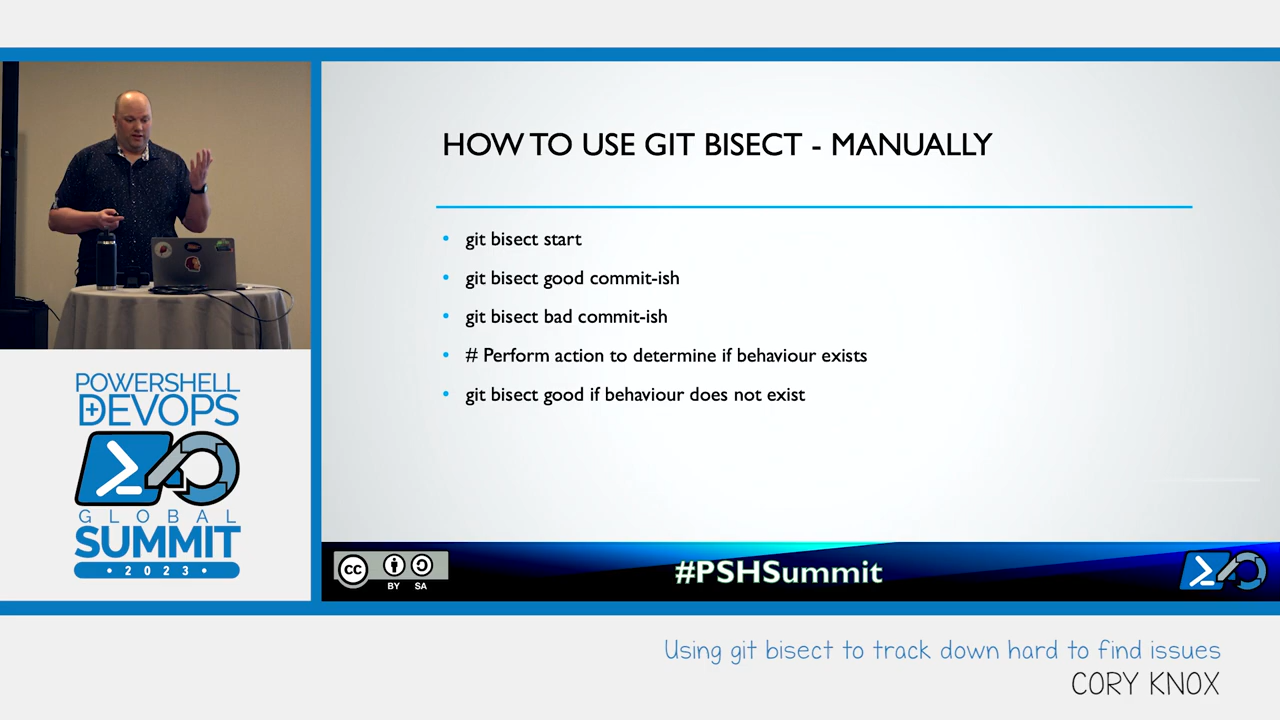 HOW TO USE GIT BISECT - MANUALLY
• git bisect start
• git bisect good commit-ish
• git bisect bad commit-ish
• # Perform action to determine if behaviour exists
• git bisect good if behaviour does not exist
POWERSHELL
+DEVOPS
GLOBAL
SUMMIT
• 2023 •
cc
BY SA
#PSHSummit
Using git bisect to track down hard to find issues
CORY KNOX